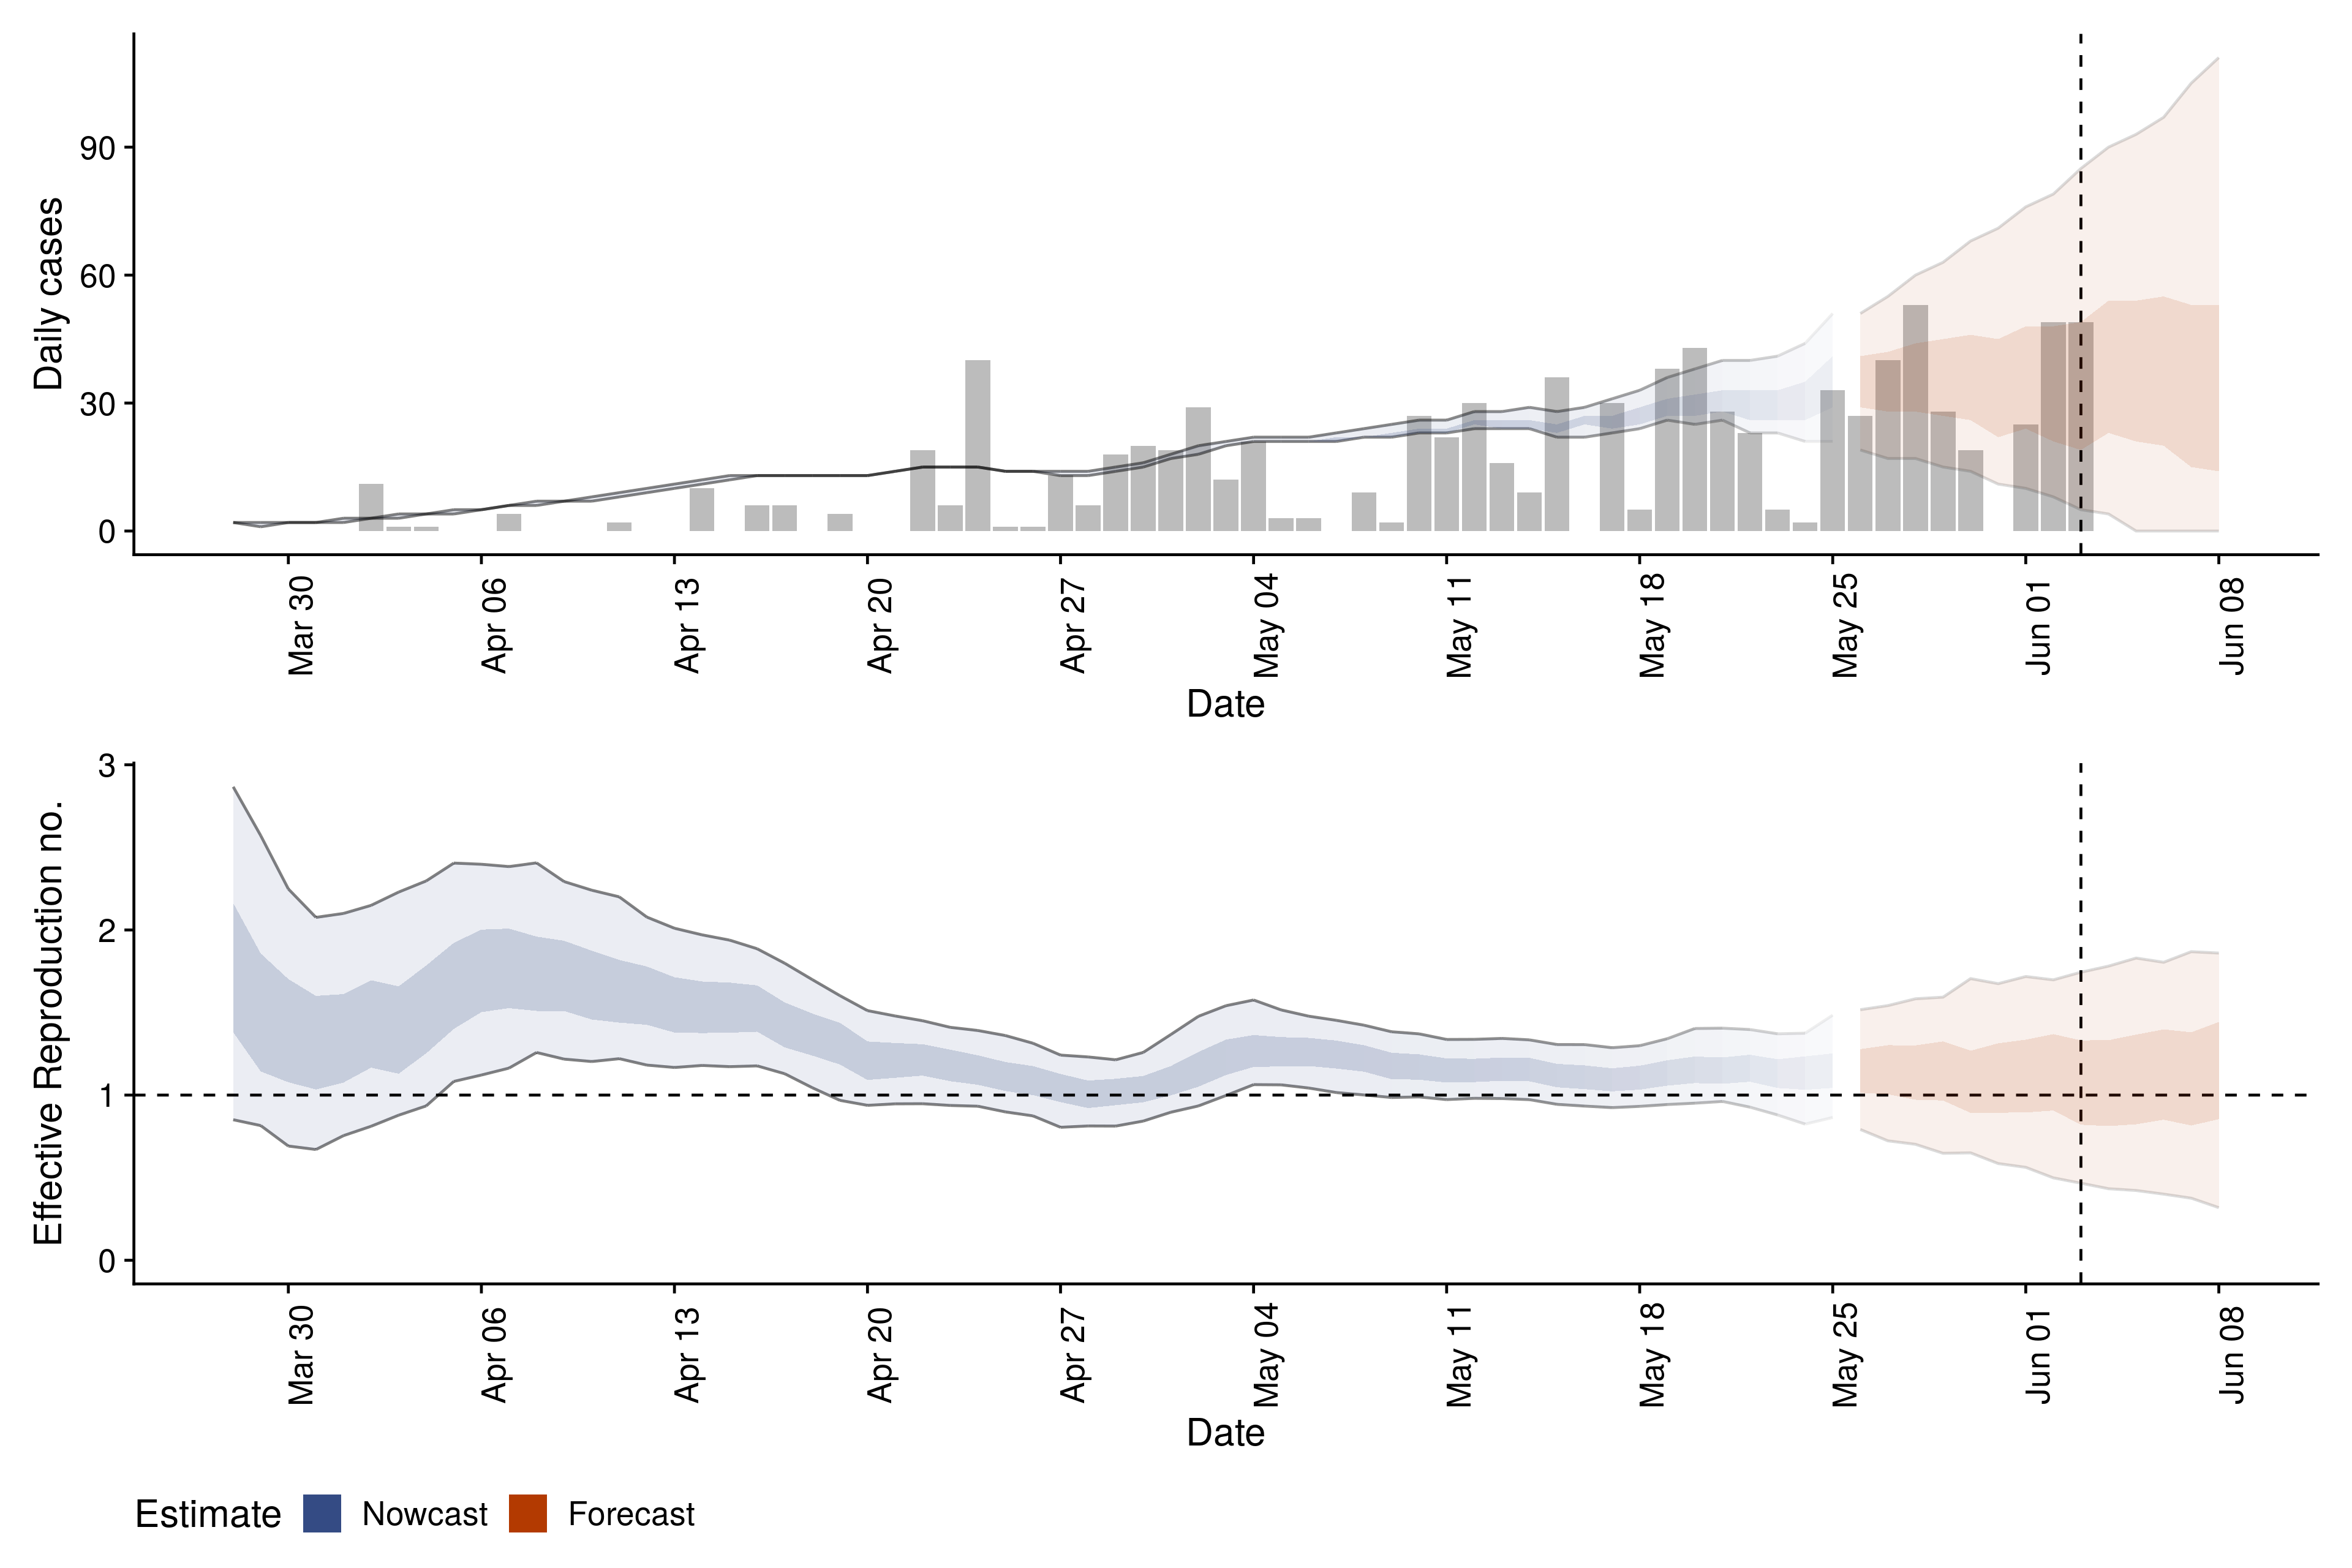 Daily cases
90
60
30
0
Mar 30
Apr 06
Apr 13
Apr 20
Apr 27
May 04
May 11
May 18
May 25
Jun 01
Jun 08
Date
Effective Reproduction no.
3
2
1
0
Mar 30
Apr 06
Apr 13
Apr 20
Apr 27
May 04
May 11
May 18
May 25
Jun 01
Jun 08
Date
Estimate Nowcast Forecast